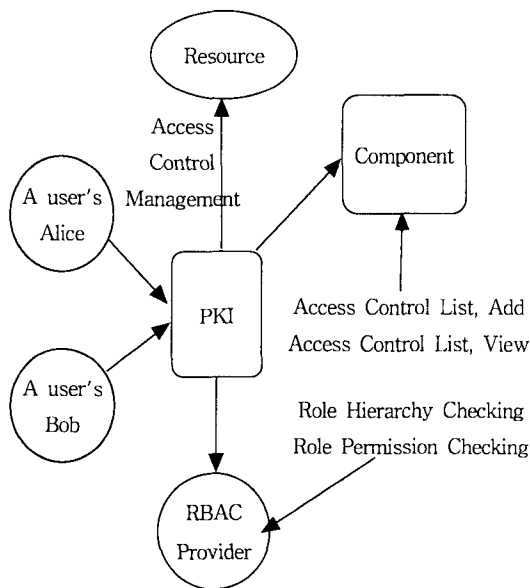 Resource
Access
Control
Management
Component
A user's
Alice
PKI
Access Control List, Add
Access Control List, View
A user's
Bob
Role Hierarchy Checking
Role Permission Checking
RBAC
Provider